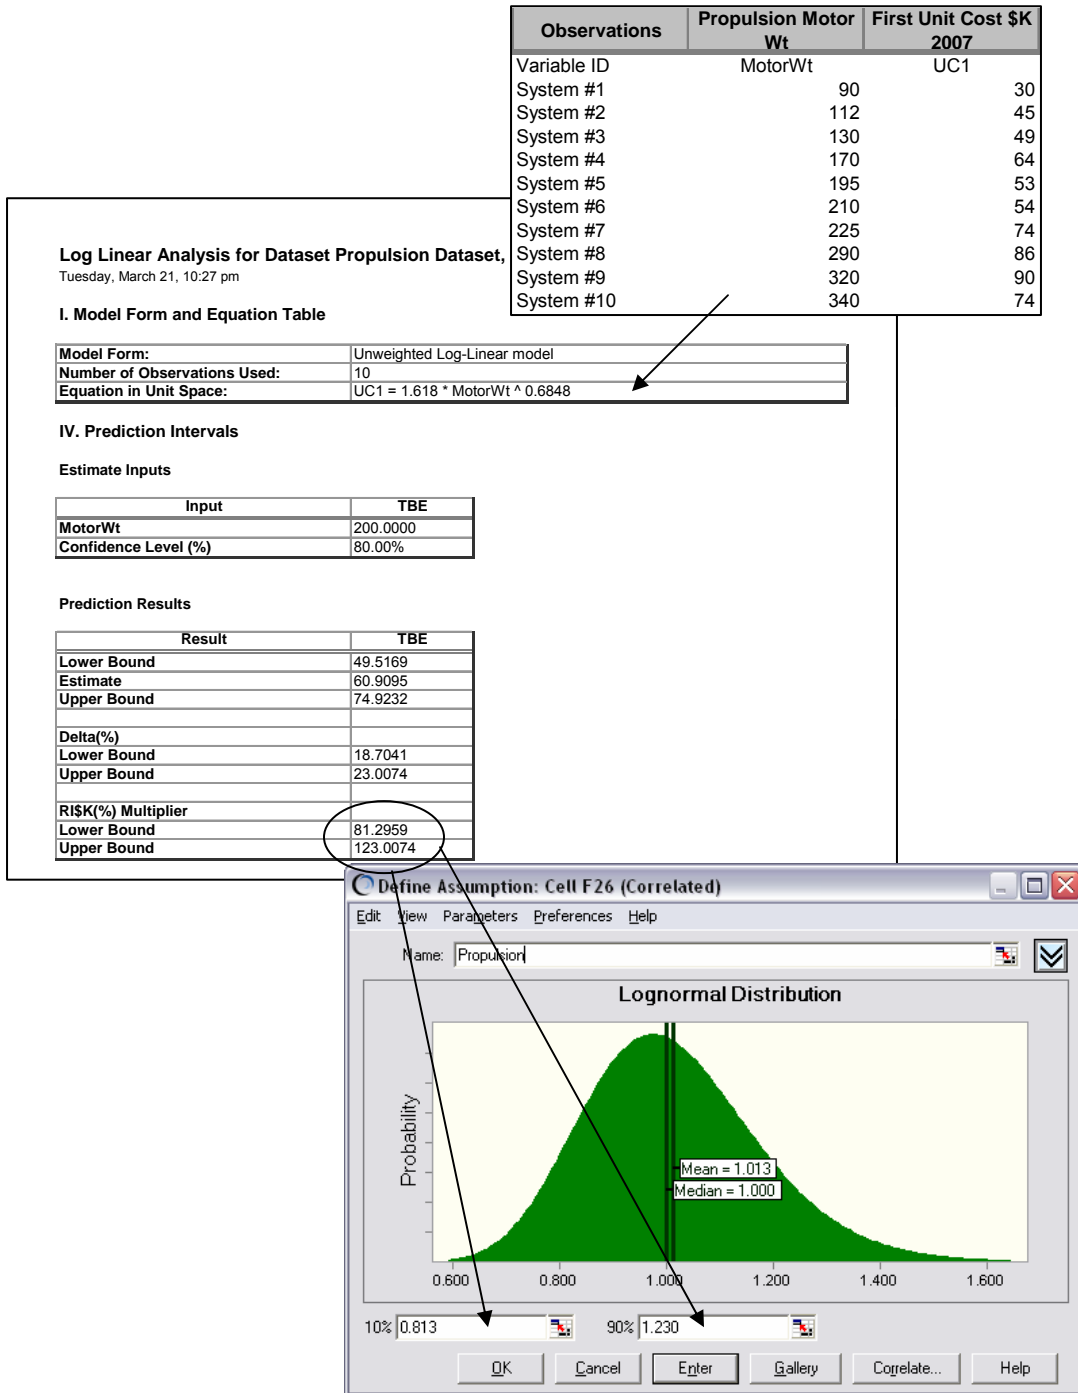 Observations Propulsion Motor Wt First Unit Cost $K 2007
Variable ID MotorWt UC1
System #1 90 30
System #2 112 45
System #3 130 49
System #4 170 64
System #5 195 53
System #6 210 54
System #7 225 74
System #8 290 86
System #9 320 90
System #10 340 74
Log Linear Analysis for Dataset Propulsion Dataset,
Tuesday, March 21, 10:27 pm
I. Model Form and Equation Table
Model Form: Unweighted Log-Linear model
Number of Observations Used: 10
Equation in Unit Space: UC1 = 1.618 * MotorWt ^ 0.6848
IV. Prediction Intervals
Estimate Inputs
Input TBE
MotorWt 200.0000
Confidence Level (%) 80.00%
Prediction Results
Result TBE
Lower Bound 49.5169
Estimate 60.9095
Upper Bound 74.9232
Delta(%)
Lower Bound 18.7041
Upper Bound 23.0074
RI$K(%) Multiplier
Lower Bound 81.2959
Upper Bound 123.0074
Define Assumption: Cell F26 (Correlated)
Edit View Parameters Preferences Help
Name: Propulsion
Lognormal Distribution
Probability
Mean = 1.013
Median = 1.000
0.600 0.800 1.000 1.200 1.400 1.600
10% 0.813 90% 1.230
OK Cancel Enter Gallery Correlate... Help